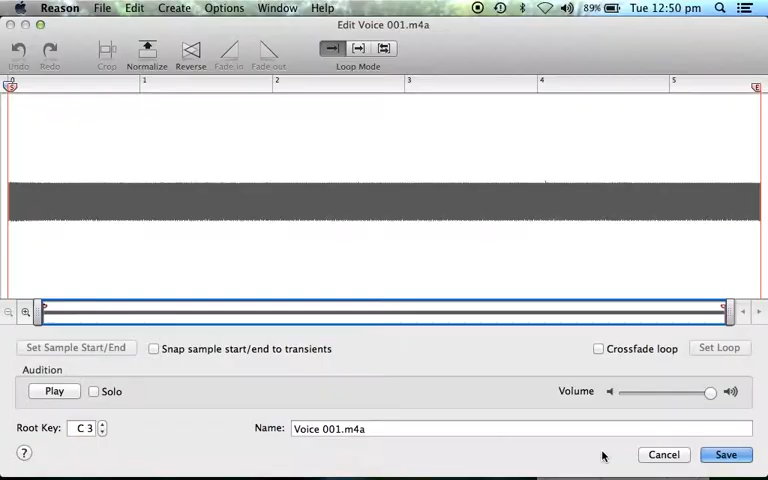 Reason File Edit Create Options Window Help 89% Tue 12:50 PM
Edit Voice 001.m4a
Undo Redo Crop Normalize Reverse Fade in Fade out Loop Mode
0 1 2 3 4 5
S E
Set Sample Start/End Snap sample start/end to transients Crossfade loop Set Loop
Audition
Play Solo Volume
Root Key: C 3 Name: Voice 001.m4a
? Cancel Save